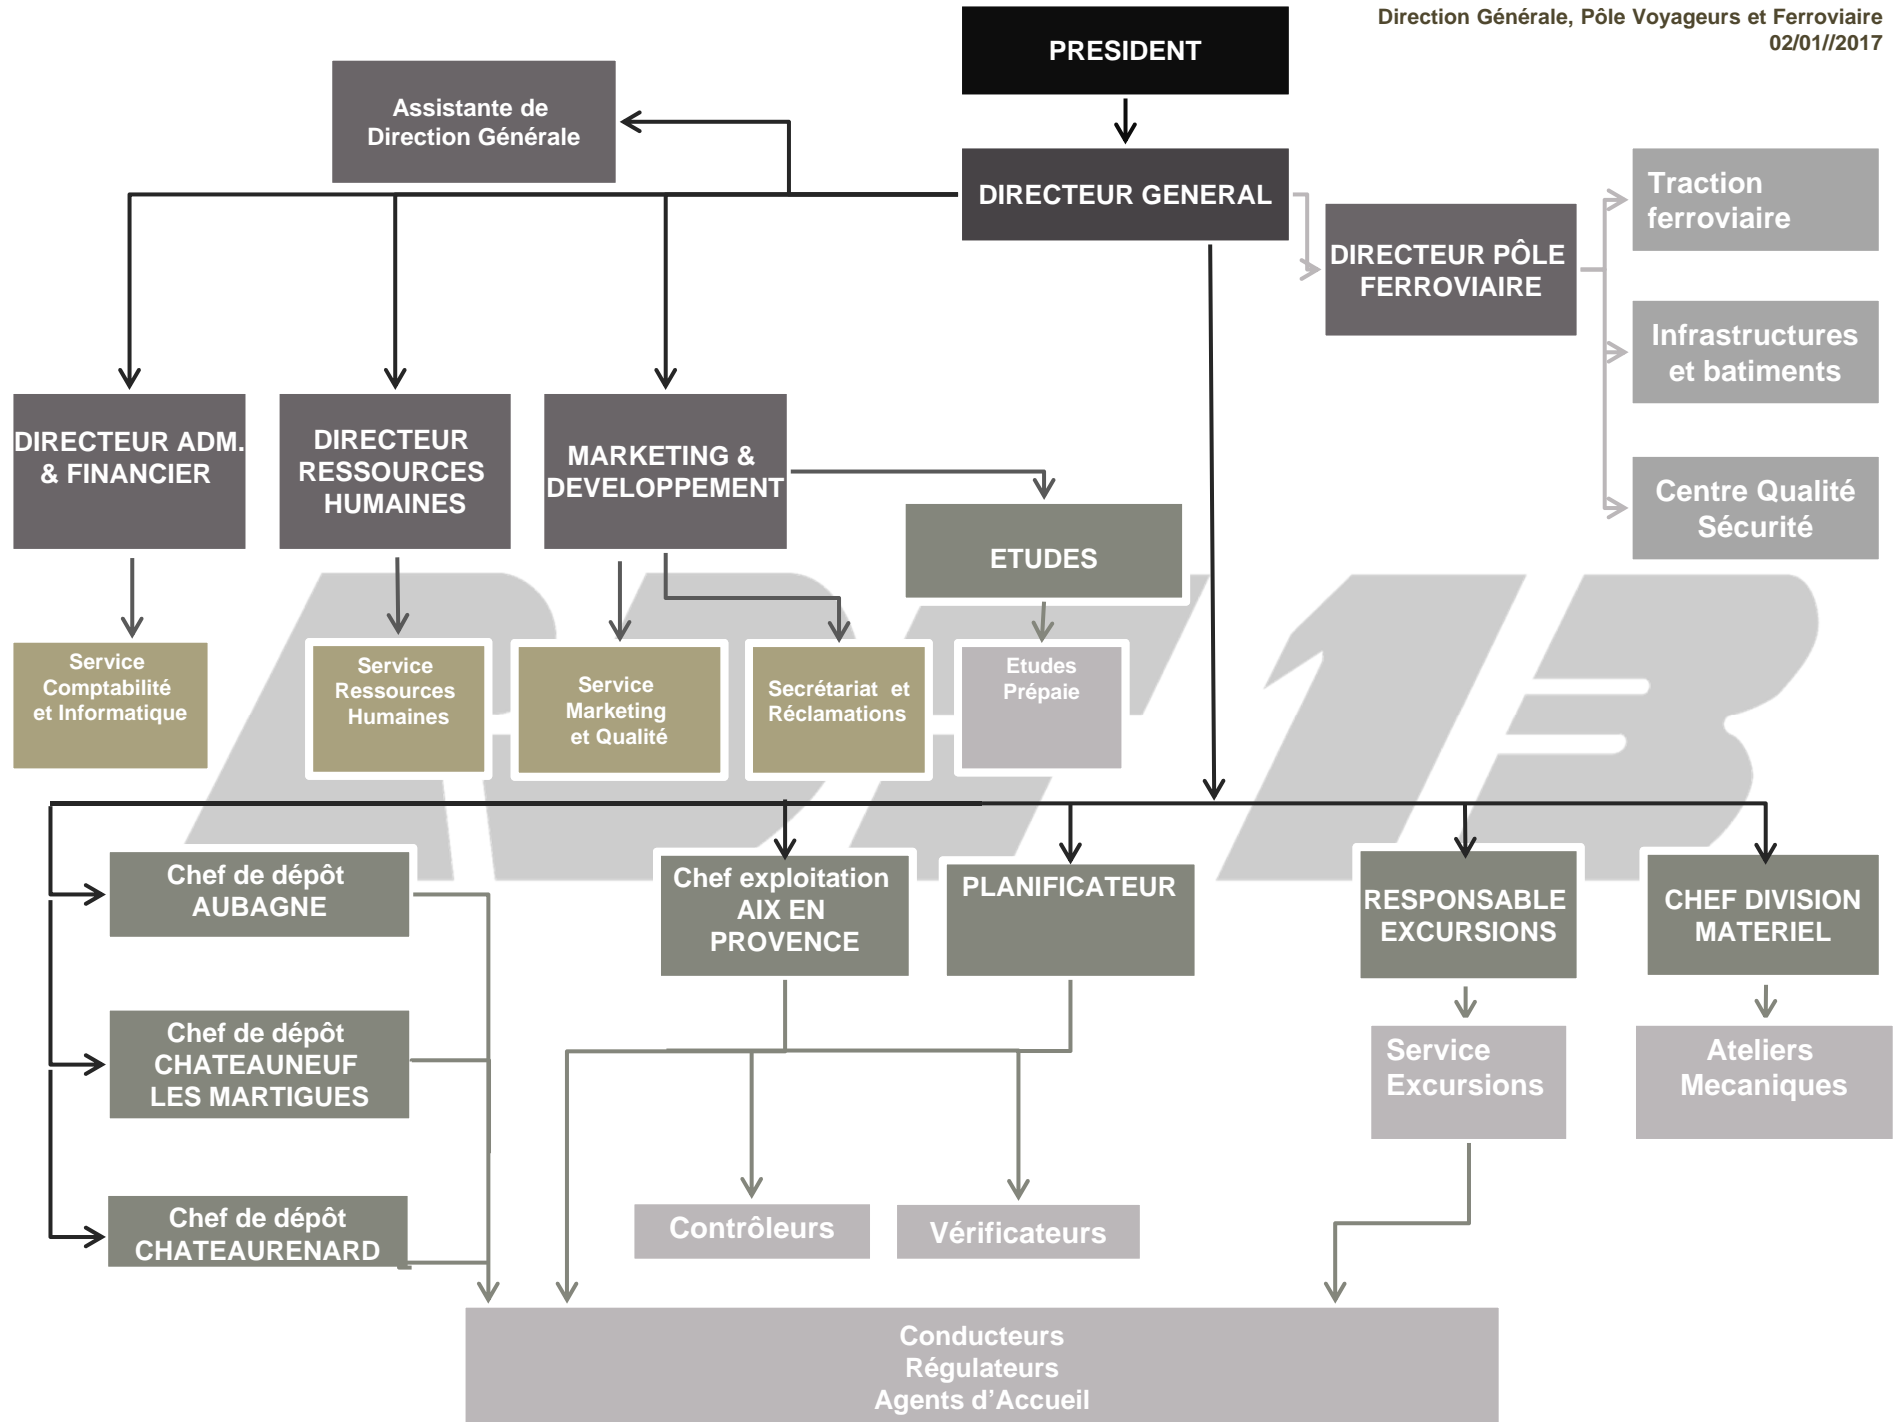 Direction Générale, Pôle Voyageurs et Ferroviaire
02/01//2017
PRESIDENT
Assistante de
Direction Générale
DIRECTEUR GENERAL
DIRECTEUR PÔLE
FERROVIAIRE
Traction
ferroviaire
Infrastructures
et batiments
Centre Qualité
Sécurité
DIRECTEUR ADM.
& FINANCIER
DIRECTEUR
RESSOURCES
HUMAINES
MARKETING &
DEVELOPPEMENT
ETUDES
Service
Comptabilité
et Informatique
Service
Ressources
Humaines
Service
Marketing
et Qualité
Secrétariat et
Réclamations
Etudes
Prépaie
Chef de dépôt
AUBAGNE
Chef exploitation
AIX EN
PROVENCE
PLANIFICATEUR
RESPONSABLE
EXCURSIONS
CHEF DIVISION
MATERIEL
Chef de dépôt
CHATEAUNEUF
LES MARTIGUES
Service
Excursions
Ateliers
Mecaniques
Chef de dépôt
CHATEAURENARD
Contrôleurs
Vérificateurs
Conducteurs
Régulateurs
Agents d’Accueil